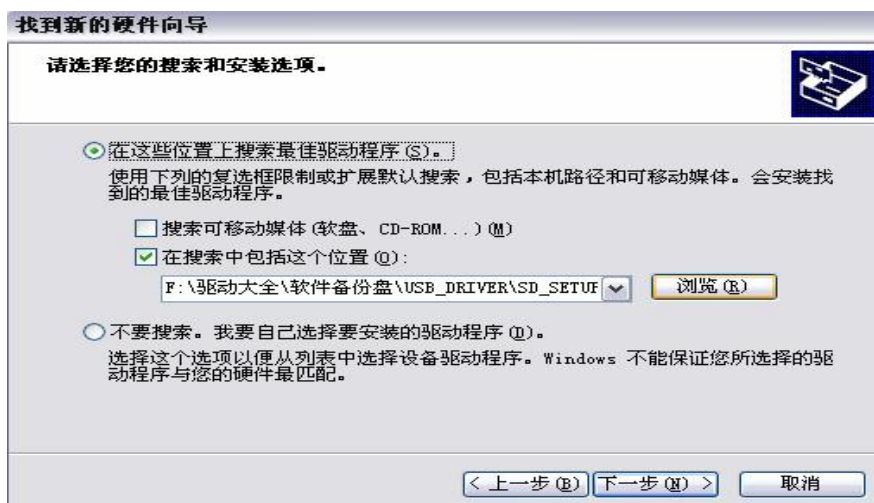 找到新的硬件向导
请选择您的搜索和安装选项。
在这些位置上搜索最佳驱动程序(S)。
使用下列的复选框限制或扩展默认搜索，包括本机路径和可移动媒体。会安装找
到的最佳驱动程序。
搜索可移动媒体(软盘、CD-ROM...)(M)
在搜索中包括这个位置(O):
F:\驱动大全\软件备份盘\USB_DRIVER\SD_SETUP
浏览(R)
不要搜索。我要自己选择要安装的驱动程序(D)。
选择这个选项以便从列表中选择设备驱动程序。Windows 不能保证您所选择的驱
动程序与您的硬件最匹配。
< 上一步(B) 下一步(N) > 取消